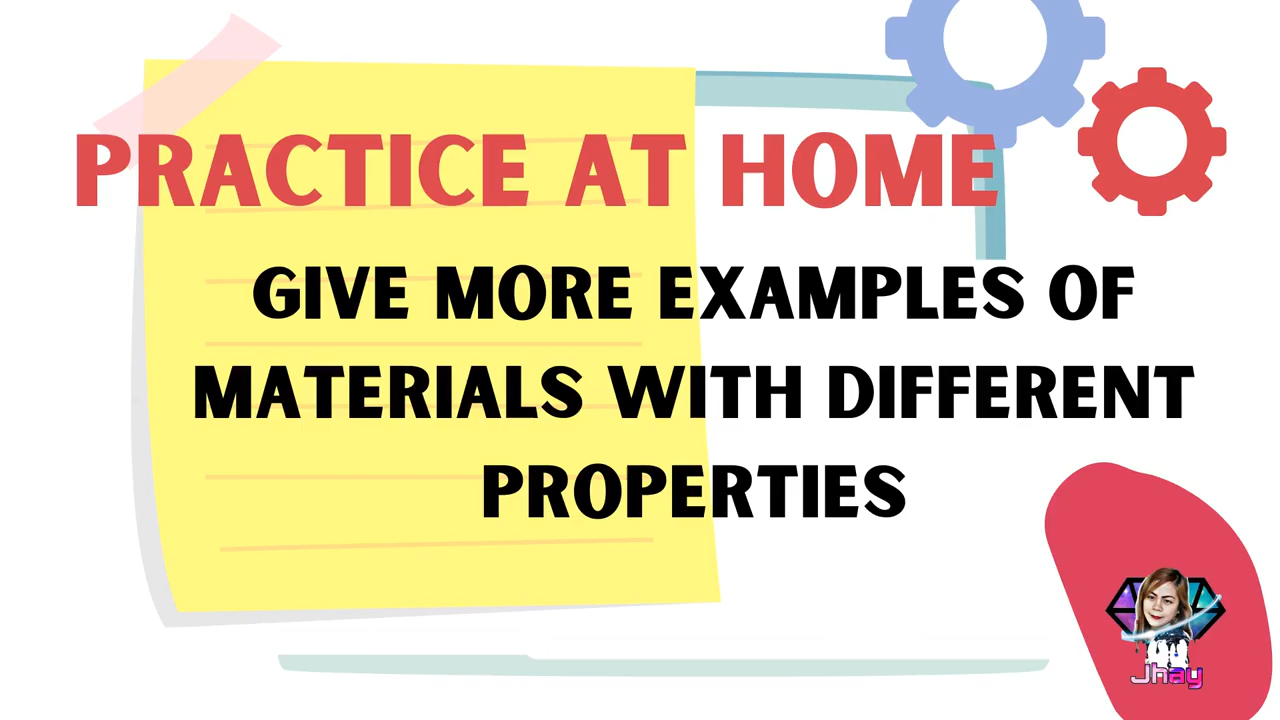 PRACTICE AT HOME
GIVE MORE EXAMPLES OF
MATERIALS WITH DIFFERENT
PROPERTIES
Jhay